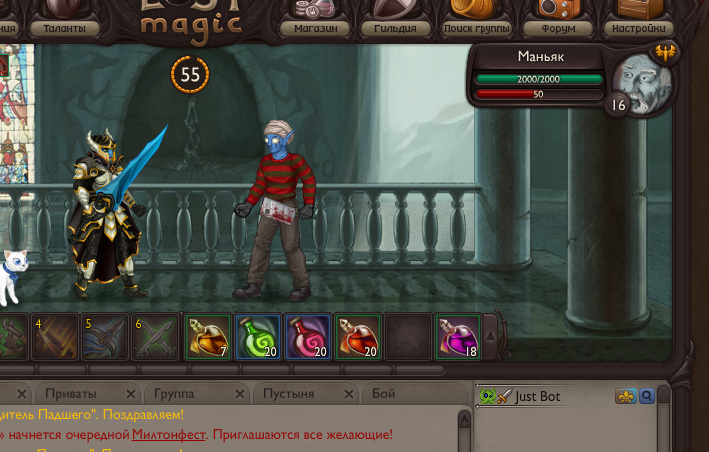 magic
Таланты
Магазин
Гильдия
Поиск группы
Форум
Настройки
55
Маньяк
2000/2000
50
16
4
5
6
7
20
20
20
18
Приваты
Группа
Пустыня
Бой
Just Bot
Падшего". Поздравляем!
начнется очередной Милтонфест. Приглашаются все желающие!